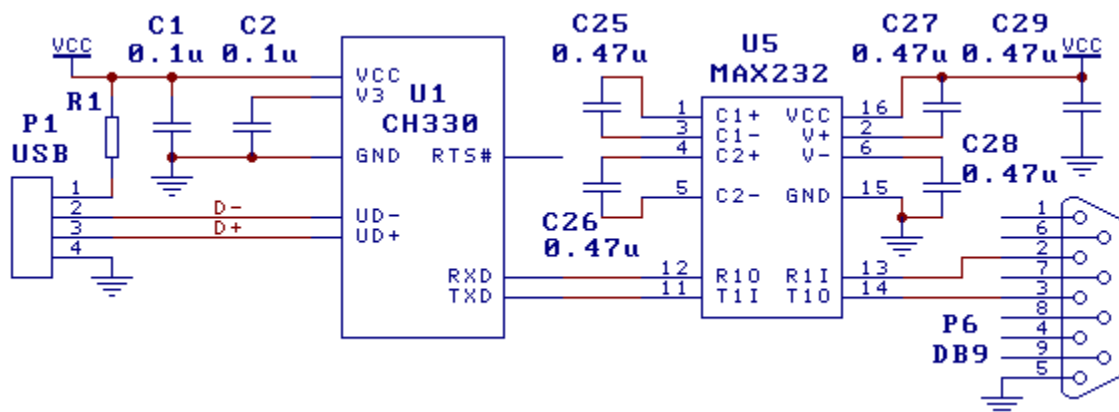 C1
0.1u
C2
0.1u
VCC
R1
P1
USB
1
2
3
4
D-
D+
VCC
V3
GND
UD-
UD+
U1
CH330
RTS#
RXD
TXD
C25
0.47u
C26
0.47u
1
3
4
5
12
11
U5
MAX232
C1+
C1-
C2+
C2-
R1O
T1I
VCC
V+
V-
GND
R1I
T1O
16
2
6
15
13
14
C27
0.47u
C29
0.47u
VCC
C28
0.47u
1
6
2
7
3
8
4
9
5
P6
DB9